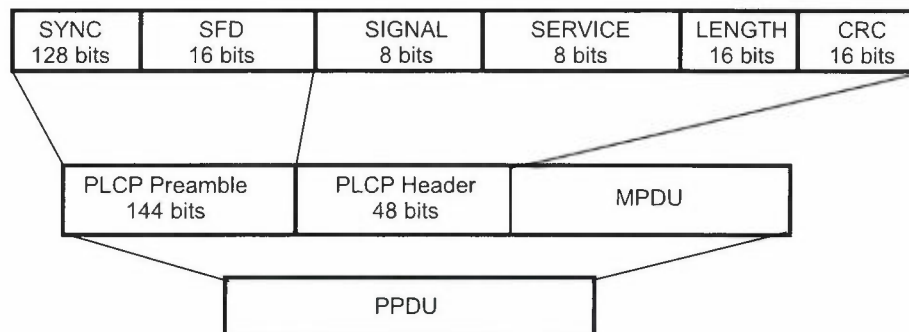 SYNC SFD SIGNAL SERVICE LENGTH CRC
128 bits 16 bits 8 bits 8 bits 16 bits 16 bits
PLCP Preamble PLCP Header MPDU
144 bits 48 bits
PPDU